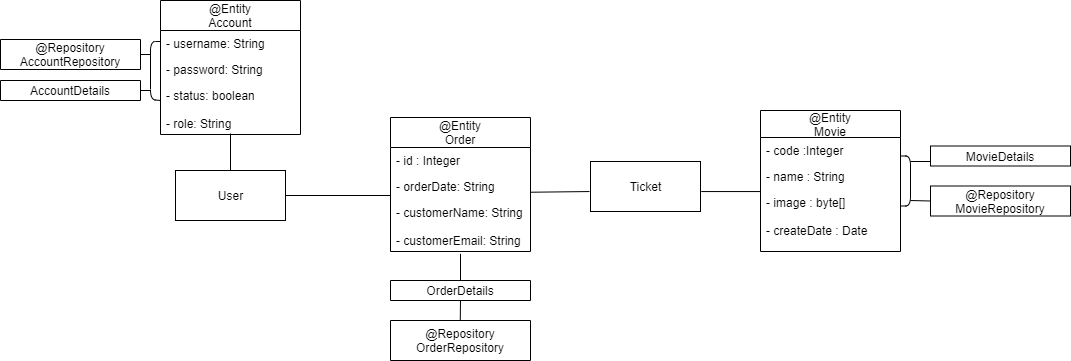 @Entity
Account
- username: String
- password: String
- status: boolean
- role: String
@Repository
AccountRepository
AccountDetails
User
@Entity
Order
- id : Integer
- orderDate: String
- customerName: String
- customerEmail: String
OrderDetails
@Repository
OrderRepository
Ticket
@Entity
Movie
- code :Integer
- name : String
- image : byte[]
- createDate : Date
MovieDetails
@Repository
MovieRepository